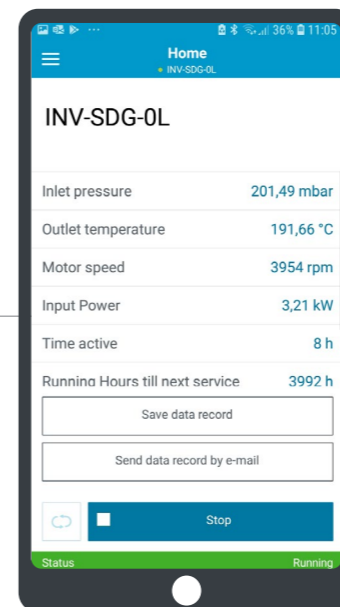 36% 11:05
Home
INV-SDG-0L
INV-SDG-0L
Inlet pressure 201,49 mbar
Outlet temperature 191,66 °C
Motor speed 3954 rpm
Input Power 3,21 kW
Time active 8 h
Running Hours till next service 3992 h
Save data record
Send data record by e-mail
Stop
Status Running